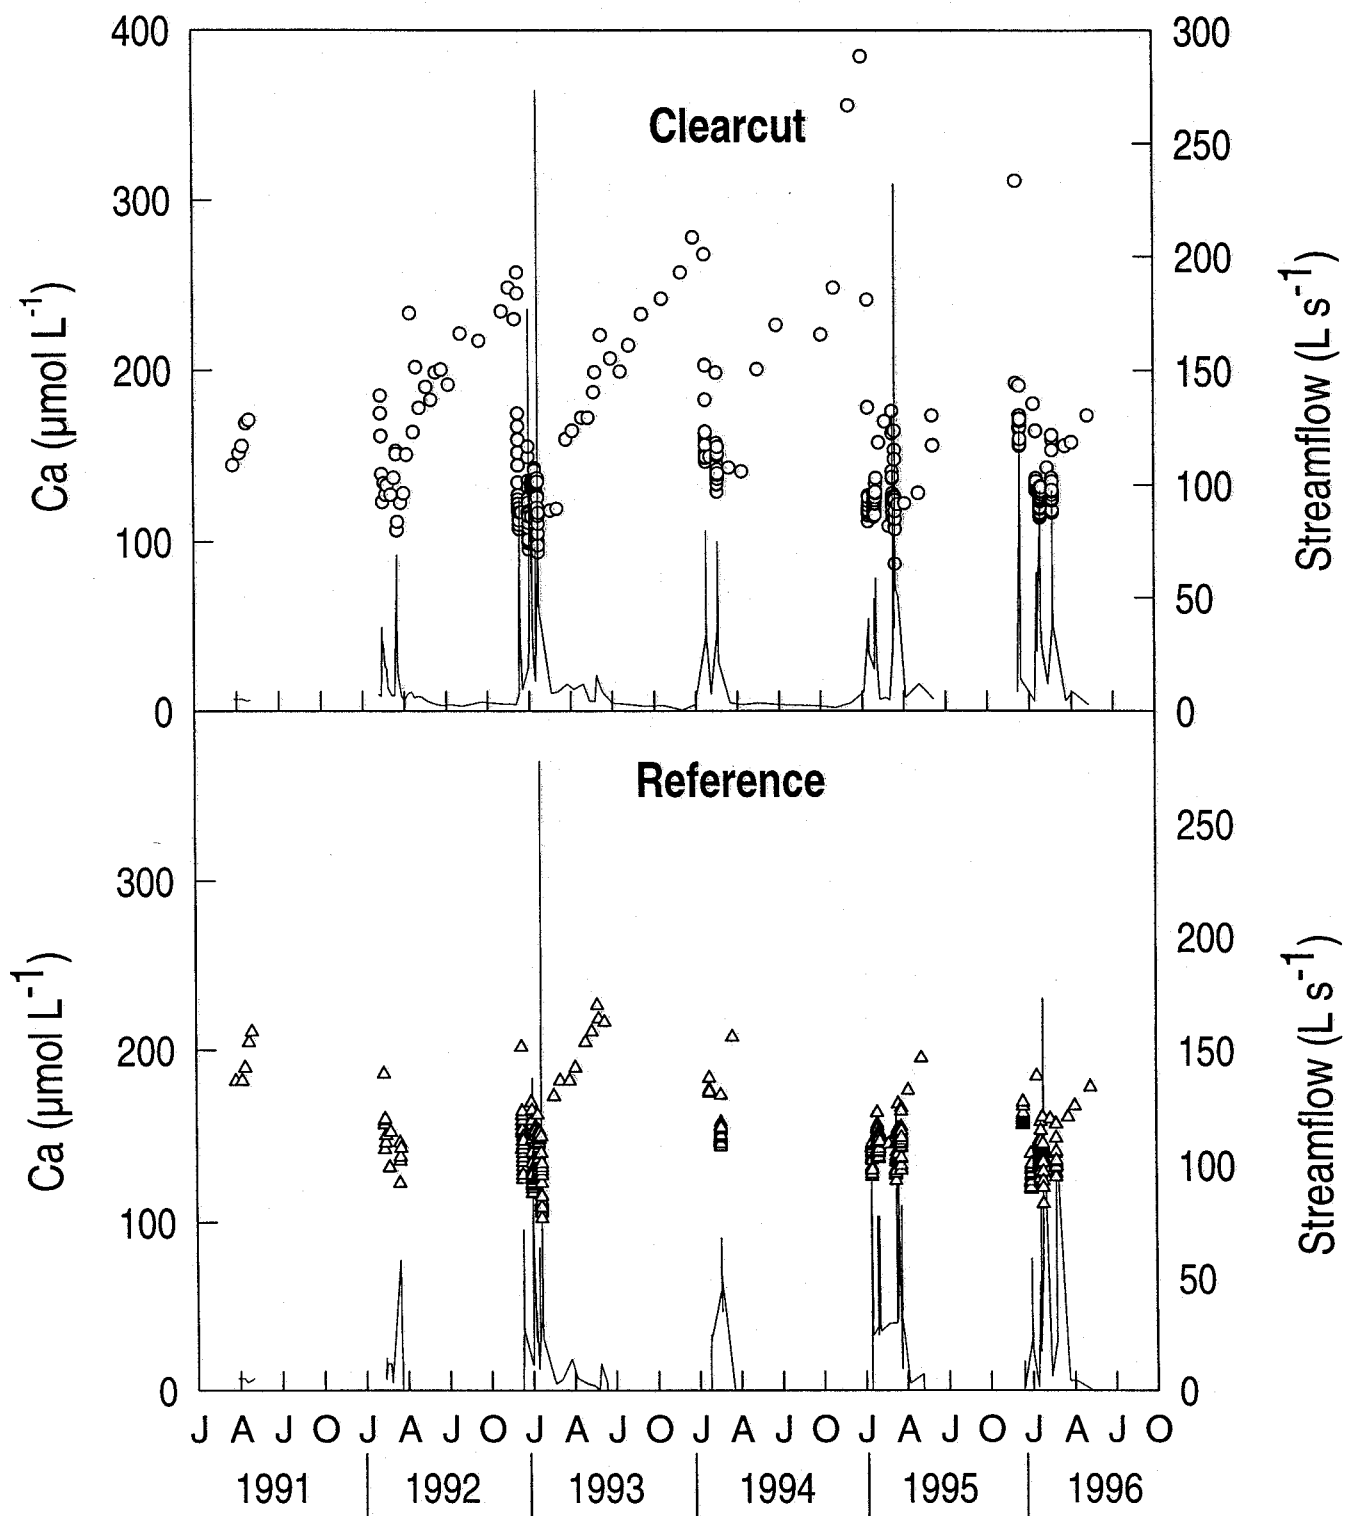 400
300
200
100
0
Ca (µmol L-1)
Clearcut
300
250
200
150
100
50
0
Streamflow (L s-1)
Reference
300
200
100
0
Ca (µmol L-1)
250
200
150
100
50
0
Streamflow (L s-1)
J A J O J A J O J A J O J A J O J A J O J A J O
1991 1992 1993 1994 1995 1996